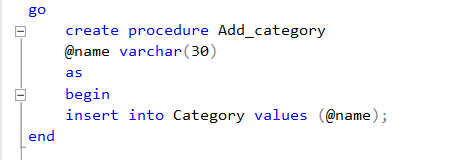 go
create procedure Add_category
@name varchar(30)
as
begin
insert into Category values (@name);
end